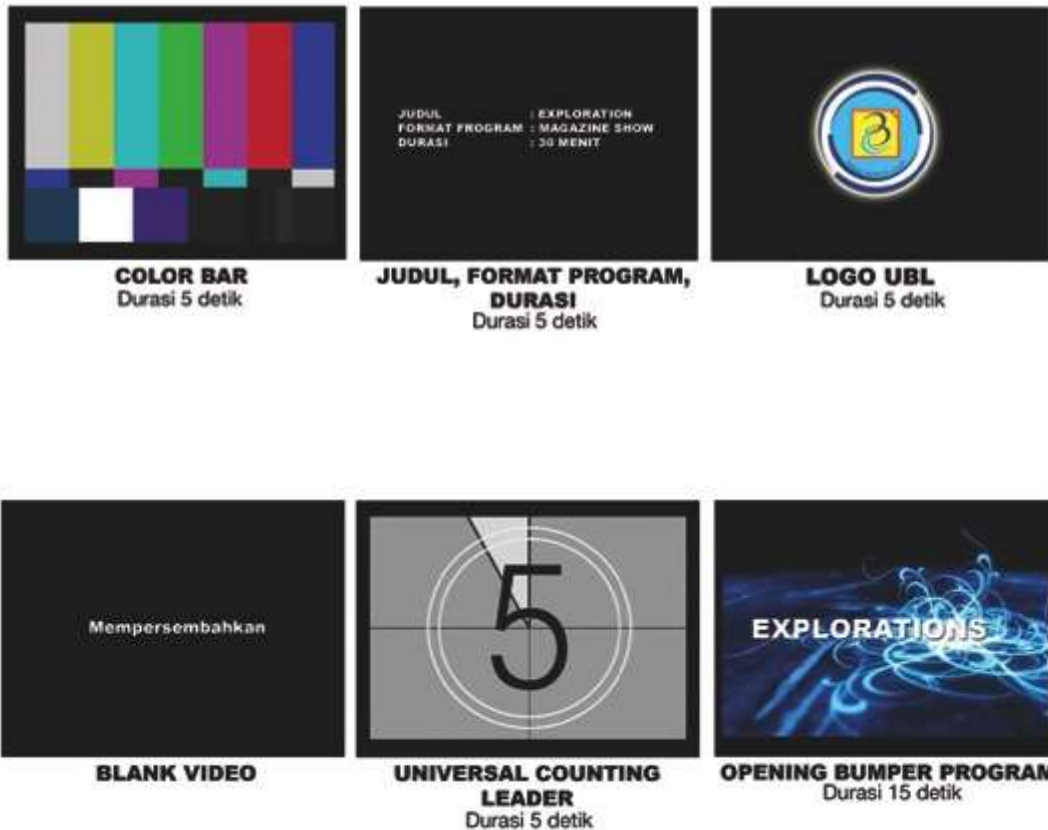 JUDUL : EXPLORATION
FORMAT PROGRAM : MAGAZINE SHOW
DURASI : 30 MENIT
COLOR BAR
Durasi 5 detik
JUDUL, FORMAT PROGRAM,
DURASI
Durasi 5 detik
LOGO UBL
Durasi 5 detik
Mempersembahkan
5
EXPLORATIONS
BLANK VIDEO
UNIVERSAL COUNTING
LEADER
Durasi 5 detik
OPENING BUMPER PROGRAM
Durasi 15 detik